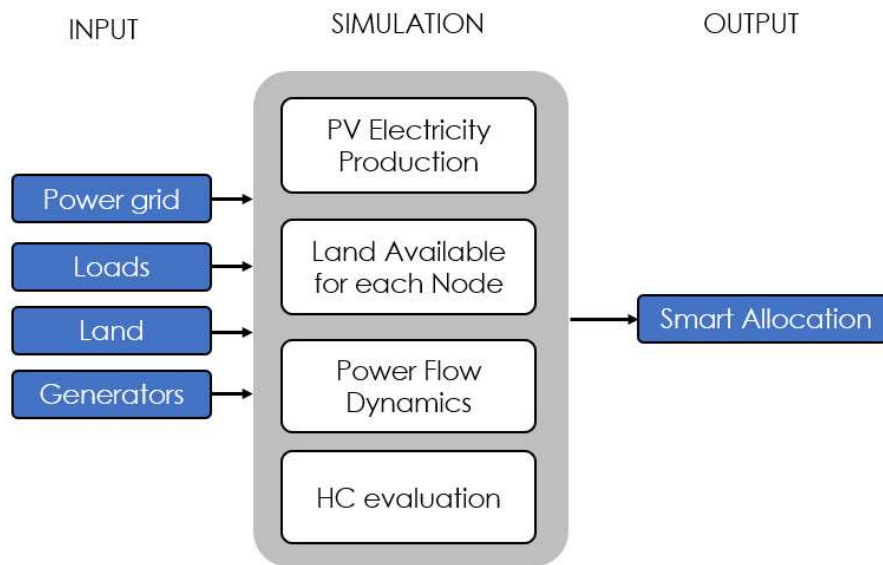 INPUT
SIMULATION
OUTPUT
PV Electricity
Production
Power grid
Loads
Land
Generators
Land Available
for each Node
Power Flow
Dynamics
HC evaluation
Smart Allocation